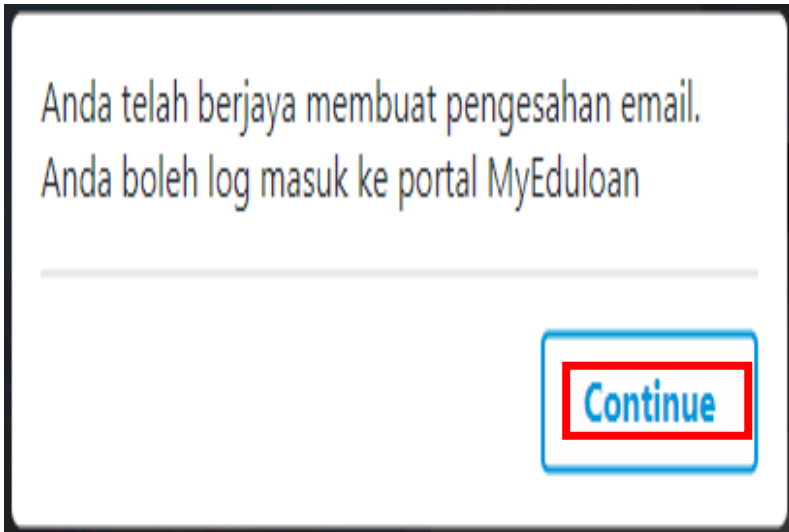 Anda telah berjaya membuat pengesahan email.
Anda boleh log masuk ke portal MyEduloan
Continue